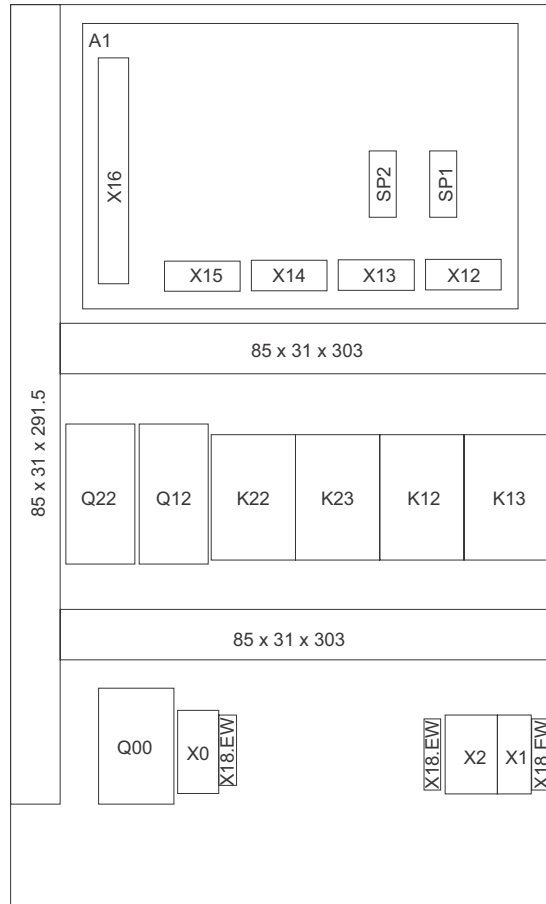 A1
X16
SP2
SP1
X15
X14
X13
X12
85 x 31 x 303
85 x 31 x 291.5
Q22
Q12
K22
K23
K12
K13
85 x 31 x 303
Q00
X0
X18.EW
X18.EW
X2
X1
X18.EW